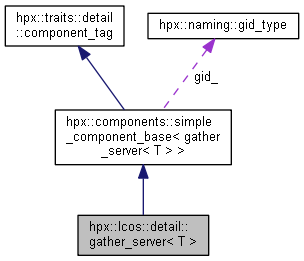 hpx::traits::detail
::component_tag
hpx::naming::gid_type
gid_
hpx::components::simple
_component_base< gather
_server< T > >
hpx::lcos::detail::
gather_server< T >